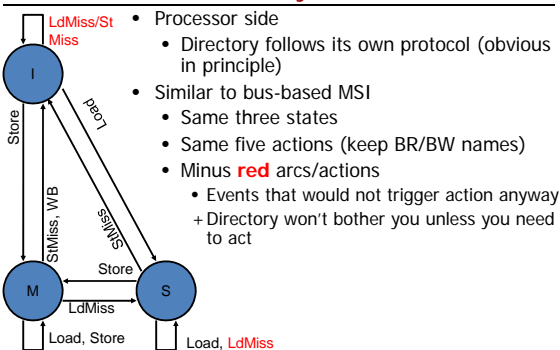 LdMiss/St
Miss
I
Store
Load
StMiss, WB
StMiss
Store
M
S
LdMiss
Load, Store
Load, LdMiss
• Processor side
• Directory follows its own protocol (obvious
in principle)
• Similar to bus-based MSI
• Same three states
• Same five actions (keep BR/BW names)
• Minus red arcs/actions
• Events that would not trigger action anyway
+ Directory won't bother you unless you need
to act